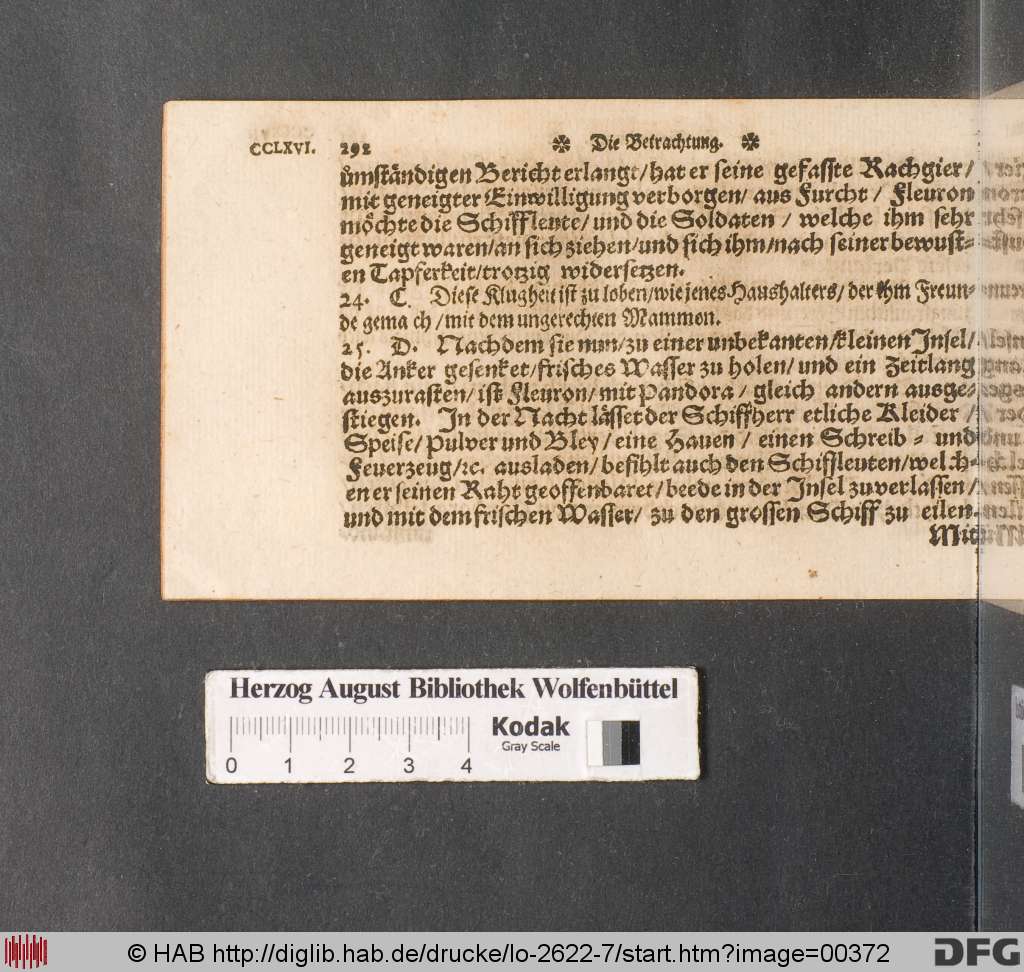 CCLXVI. 292 ✼ Die Betrachtung. ✼
ůmständigen Bericht erlangt/hat er seine gefasste Rachgier/
mit geneigter Einwilligung verborgen/ aus Furcht / Fleuron
möchte die Schiffleute/ und die Soldaten / welche ihm sehr
geneigt waren/an sich ziehen/und sich ihm/nach seiner bewust-
en Tapferkeit/trotzig widersetzen.
24. C. Diese Klugheit ist zu loben/wie jenes Haushalters/ der ihm Freun-
de gemach/mit dem ungerechten Mammon.
25. D. Nachdem sie nun/zu einer unbekanten/kleinen Insel/
die Anker gesenket/frisches Wasser zu holen/ und ein Zeitlang
auszurasten/ist Fleuron/mit Pandora/ gleich andern ausge-
stiegen. In der Nacht lässet der Schiffherr etliche Kleider /
Speise/Pulver und Bley/eine Hauen / einen Schreib- und
Feuerzeug/ꝛc. ausladen/befihlt auch den Schiffleuten/welch-
en er seinen Raht geoffenbaret/beede in der Insel zu verlassen/
und mit dem frischen Wasser/ zu den grossen Schiff zu eilen.
Mit
Herzog August Bibliothek Wolfenbüttel
Kodak
Gray Scale
0 1 2 3 4
© HAB http://diglib.hab.de/drucke/lo-2622-7/start.htm?image=00372
DFG